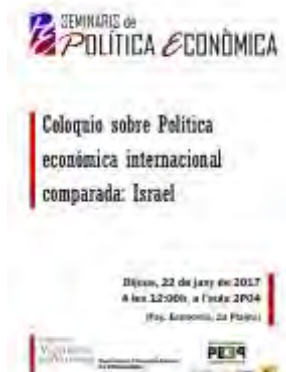 SEMINARIS de
POLÍTICA ECONÒMICA
Coloquio sobre Política
económica internacional
comparada: Israel
Dijous, 22 de juny de 2017
A les 12:00h, a l'aula 2P04
(Fac. Economia, 2a Planta)